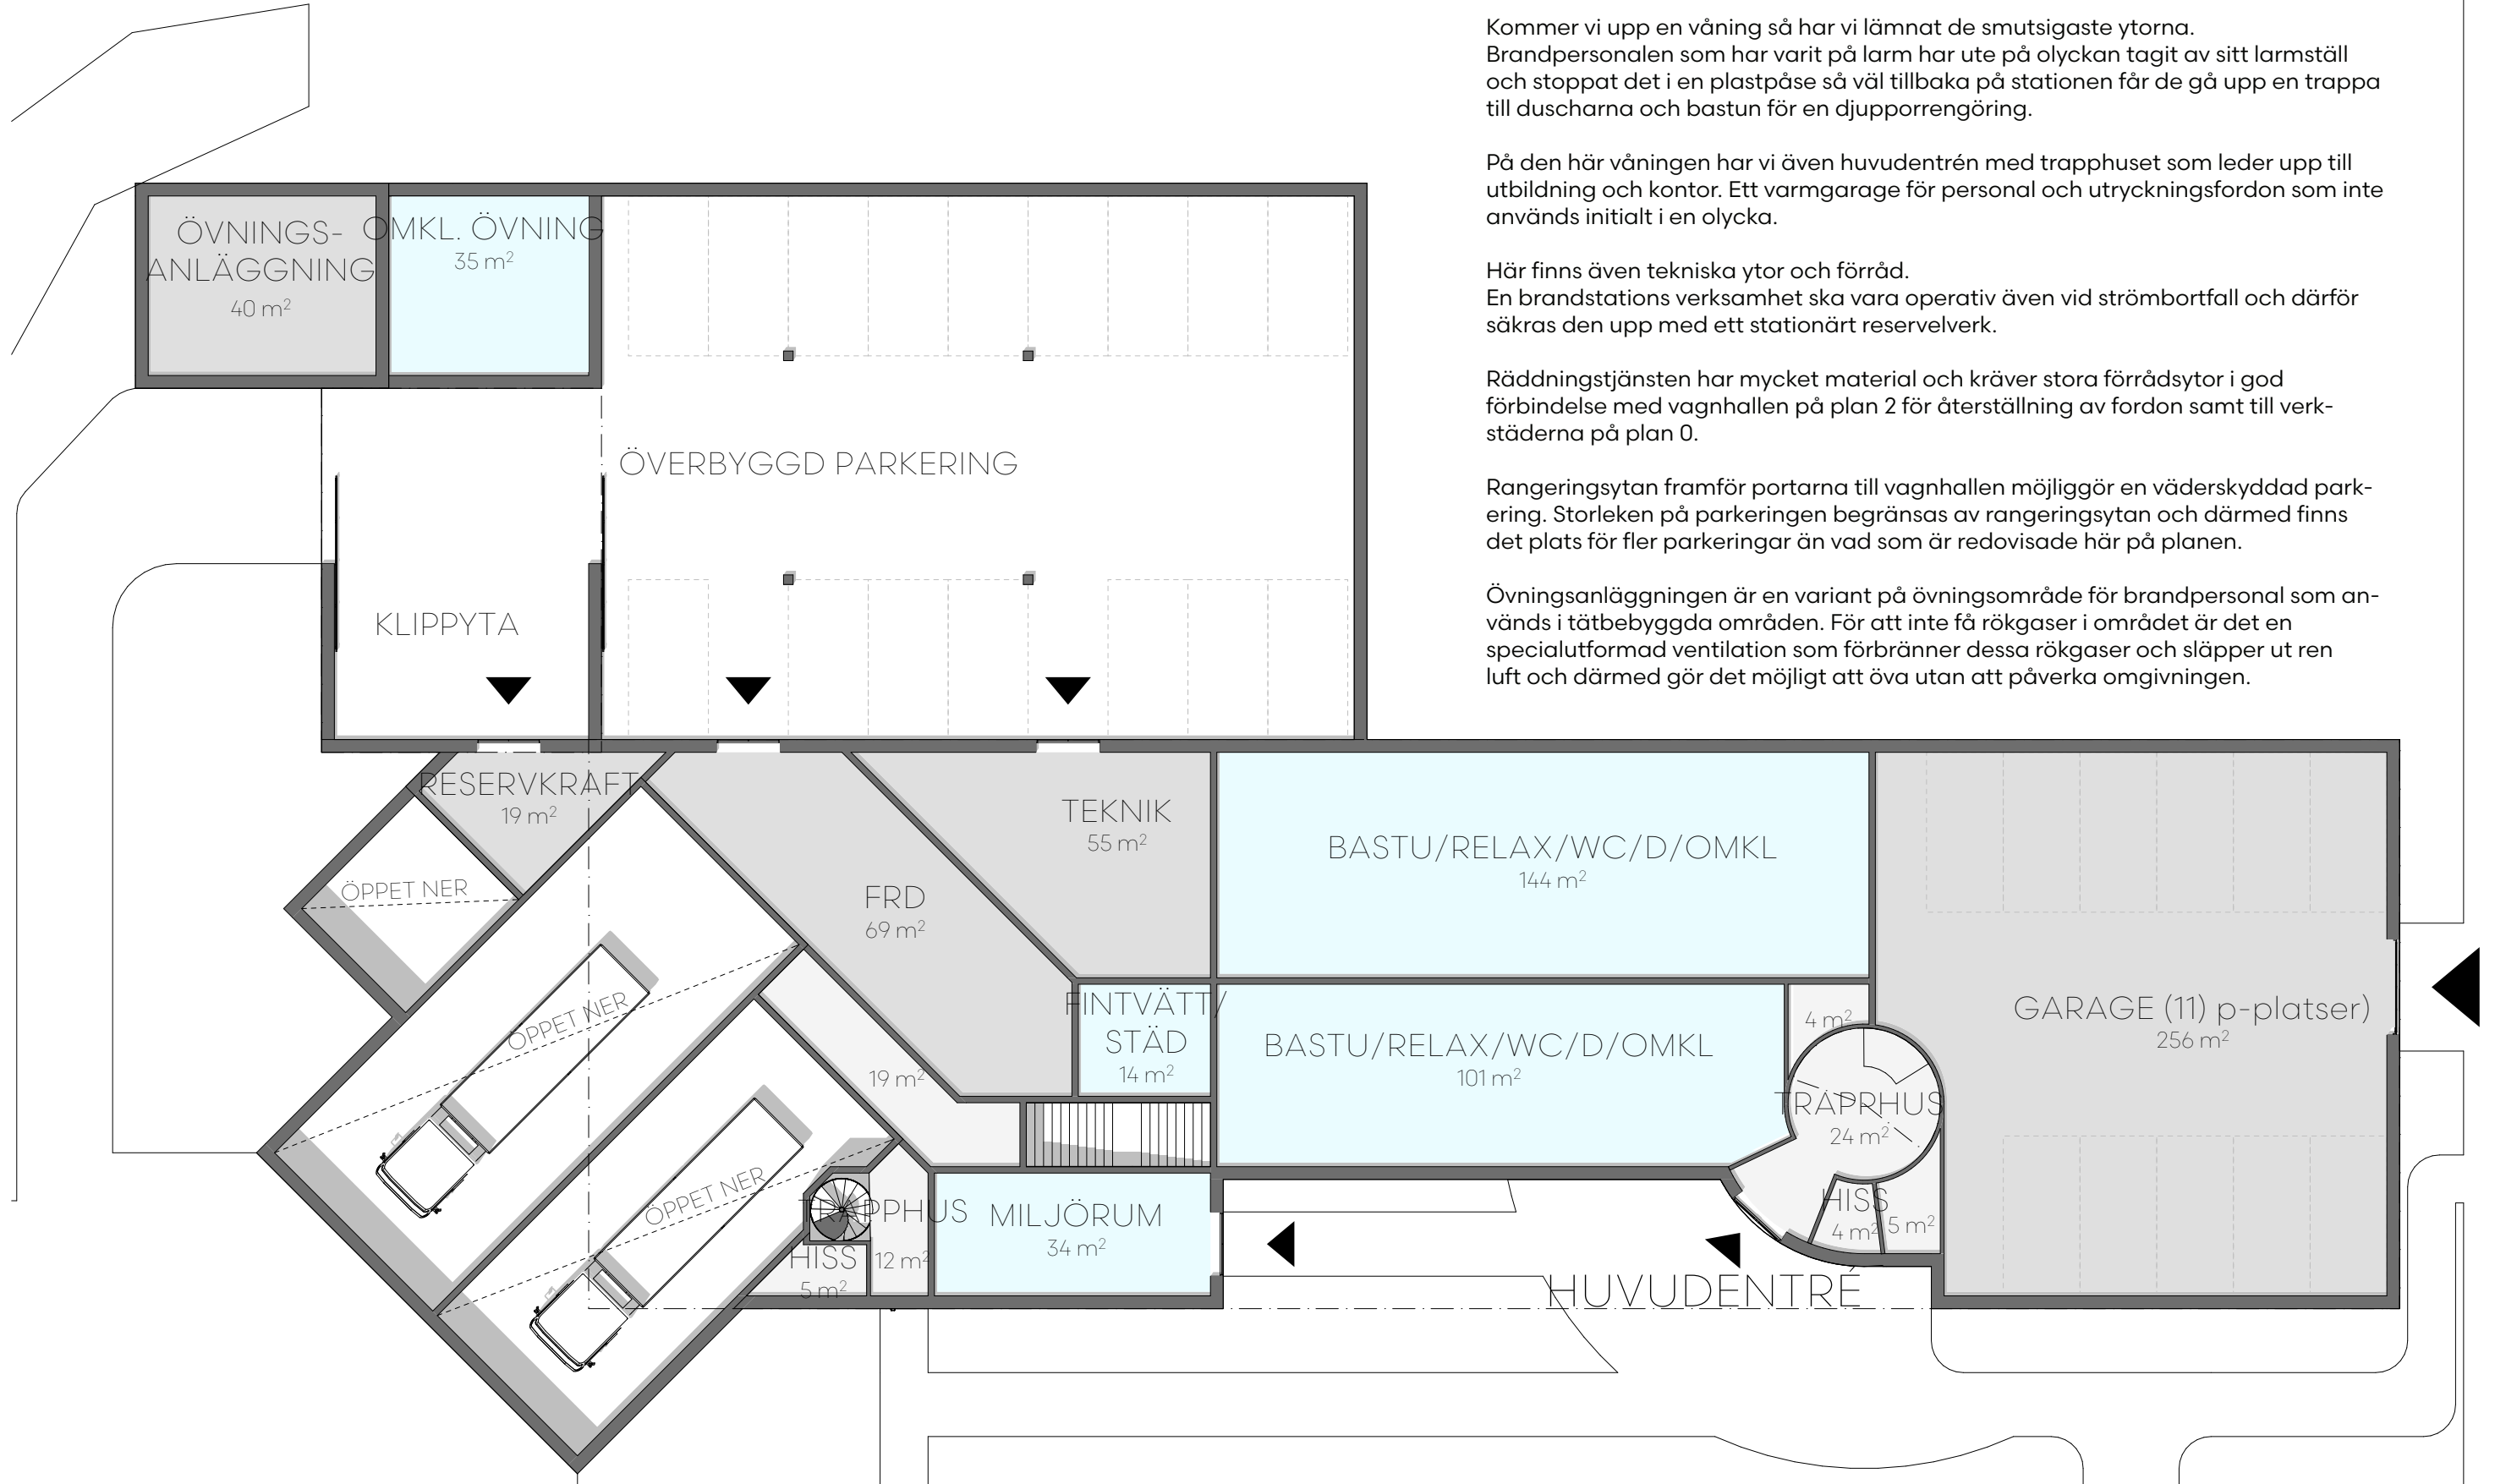 Kommer vi upp en våning så har vi lämnat de smutsigaste ytorna.
Brandpersonalen som har varit på larm har ute på olyckan tagit av sitt larmställ
och stoppat det i en plastpåse så väl tillbaka på stationen får de gå upp en trappa
till duscharna och bastun för en djupporrengöring.
På den här våningen har vi även huvudentrén med trapphuset som leder upp till
utbildning och kontor. Ett varmgarage för personal och utryckningsfordon som inte
används initialt i en olycka.
Här finns även tekniska ytor och förråd.
En brandstations verksamhet ska vara operativ även vid strömbortfall och därför
säkras den upp med ett stationärt reservelverk.
Räddningstjänsten har mycket material och kräver stora förrådsytor i god
förbindelse med vagnhallen på plan 2 för återställning av fordon samt till verk-
städerna på plan 0.
Rangeringsytan framför portarna till vagnhallen möjliggör en väderskyddad park-
ering. Storleken på parkeringen begränsas av rangeringsytan och därmed finns
det plats för fler parkeringar än vad som är redovisade här på planen.
Övningsanläggningen är en variant på övningsområde för brandpersonal som an-
vänds i tätbebyggda områden. För att inte få rökgaser i området är det en
specialutformad ventilation som förbränner dessa rökgaser och släpper ut ren
luft och därmed gör det möjligt att öva utan att påverka omgivningen.
ÖVNINGS-
ANLÄGGNING
40 m²
OMKL. ÖVNING
35 m²
ÖVERBYGGD PARKERING
KLIPPYTA
RESERVKRAFT
19 m²
TEKNIK
55 m²
BASTU/RELAX/WC/D/OMKL
144 m²
ÖPPET NER
FRD
69 m²
FINTVÄTT/
STÄD
14 m²
BASTU/RELAX/WC/D/OMKL
101 m²
4 m²
GARAGE (11) p-platser)
256 m²
ÖPPET NER
19 m²
TRAPPHUS
24 m²
ÖPPET NER
TRAPPHUS
MILJÖRUM
34 m²
HISS
4 m²
5 m²
HISS
5 m²
12 m²
HUVUDENTRÉ